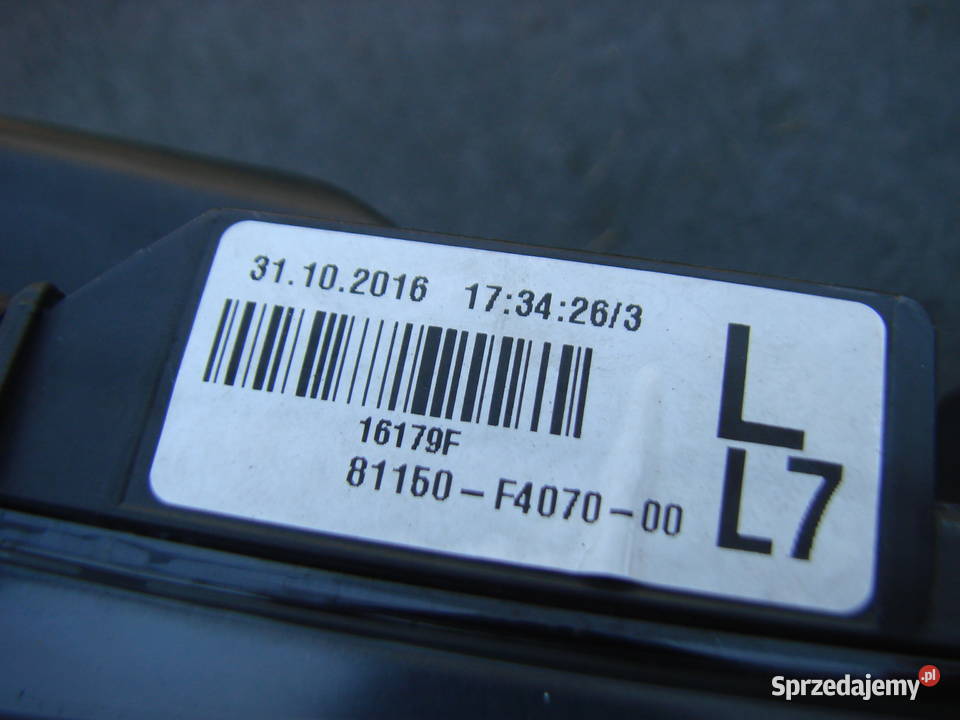 31.10.2016 17:34:26/3
L
16179F
81150-F4070-00
L7
Sprzedajemy.pl